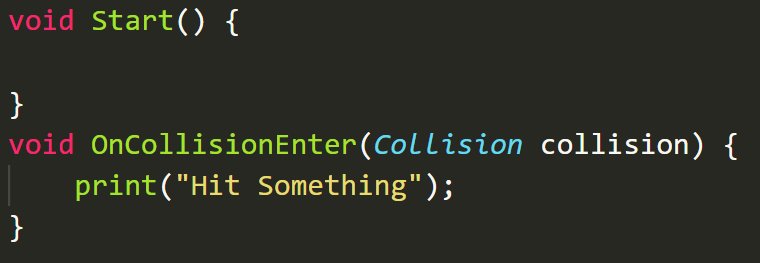 void Start() {
}
void OnCollisionEnter(Collision collision) {
print("Hit Something");
}